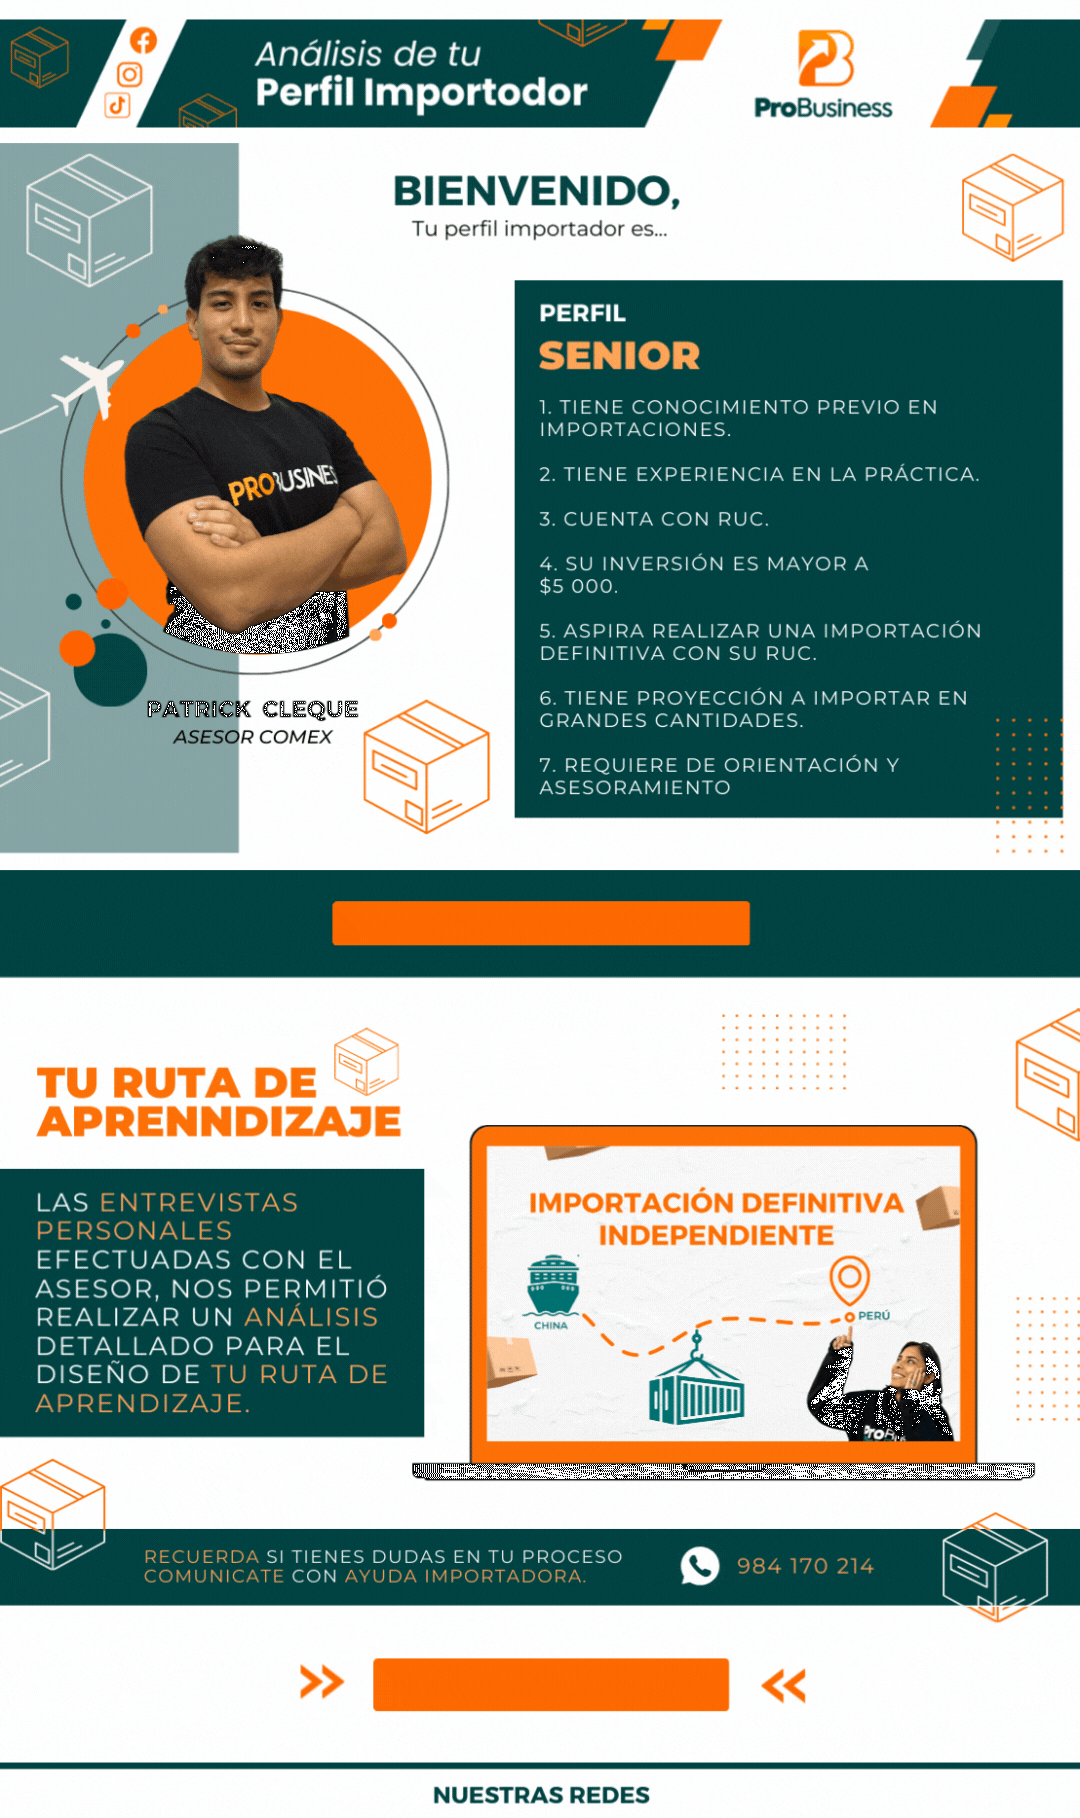 Análisis de tu
Perfil Importodor
ProBusiness
BIENVENIDO,
Tu perfil importador es...
PROBUSINES
PATRICK CLEQUE
ASESOR COMEX
PERFIL
SENIOR
1. TIENE CONOCIMIENTO PREVIO EN
IMPORTACIONES.
2. TIENE EXPERIENCIA EN LA PRÁCTICA.
3. CUENTA CON RUC.
4. SU INVERSIÓN ES MAYOR A
$5 000.
5. ASPIRA REALIZAR UNA IMPORTACIÓN
DEFINITIVA CON SU RUC.
6. TIENE PROYECCIÓN A IMPORTAR EN
GRANDES CANTIDADES.
7. REQUIERE DE ORIENTACIÓN Y
ASESORAMIENTO
TU RUTA DE
APRENNDIZAJE
LAS ENTREVISTAS
PERSONALES
EFECTUADAS CON EL
ASESOR, NOS PERMITIÓ
REALIZAR UN ANÁLISIS
DETALLADO PARA EL
DISEÑO DE TU RUTA DE
APRENDIZAJE.
IMPORTACIÓN DEFINITIVA
INDEPENDIENTE
CHINA
PERÚ
RECUERDA SI TIENES DUDAS EN TU PROCESO
COMUNICATE CON AYUDA IMPORTADORA.
984 170 214
NUESTRAS REDES